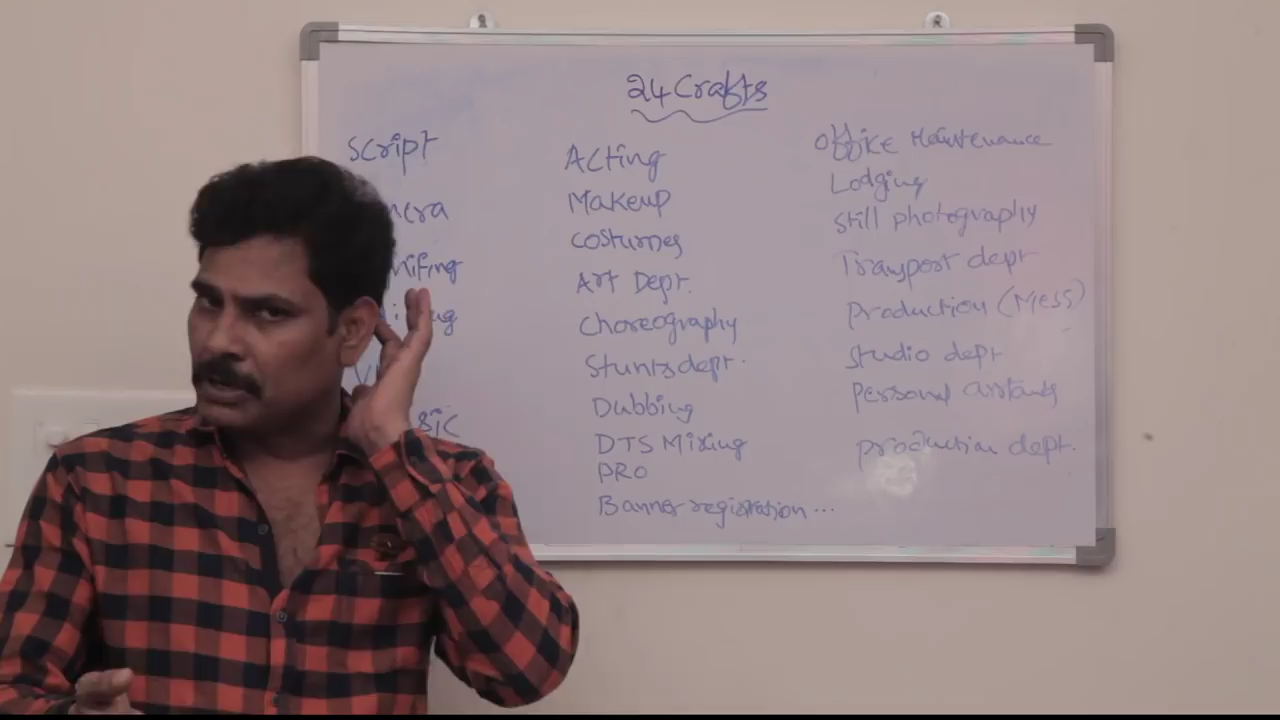 24 Crafts
Script
Acting
Makeup
Costumes
Art Dept.
Choreography
Stunts dept.
Dubbing
DTS Mixing
PRO
Banner registration...
Office Maintenance
Lodging
Still photography
Transport dept
Production (Mess)
Studio dept
Personal
production dept.